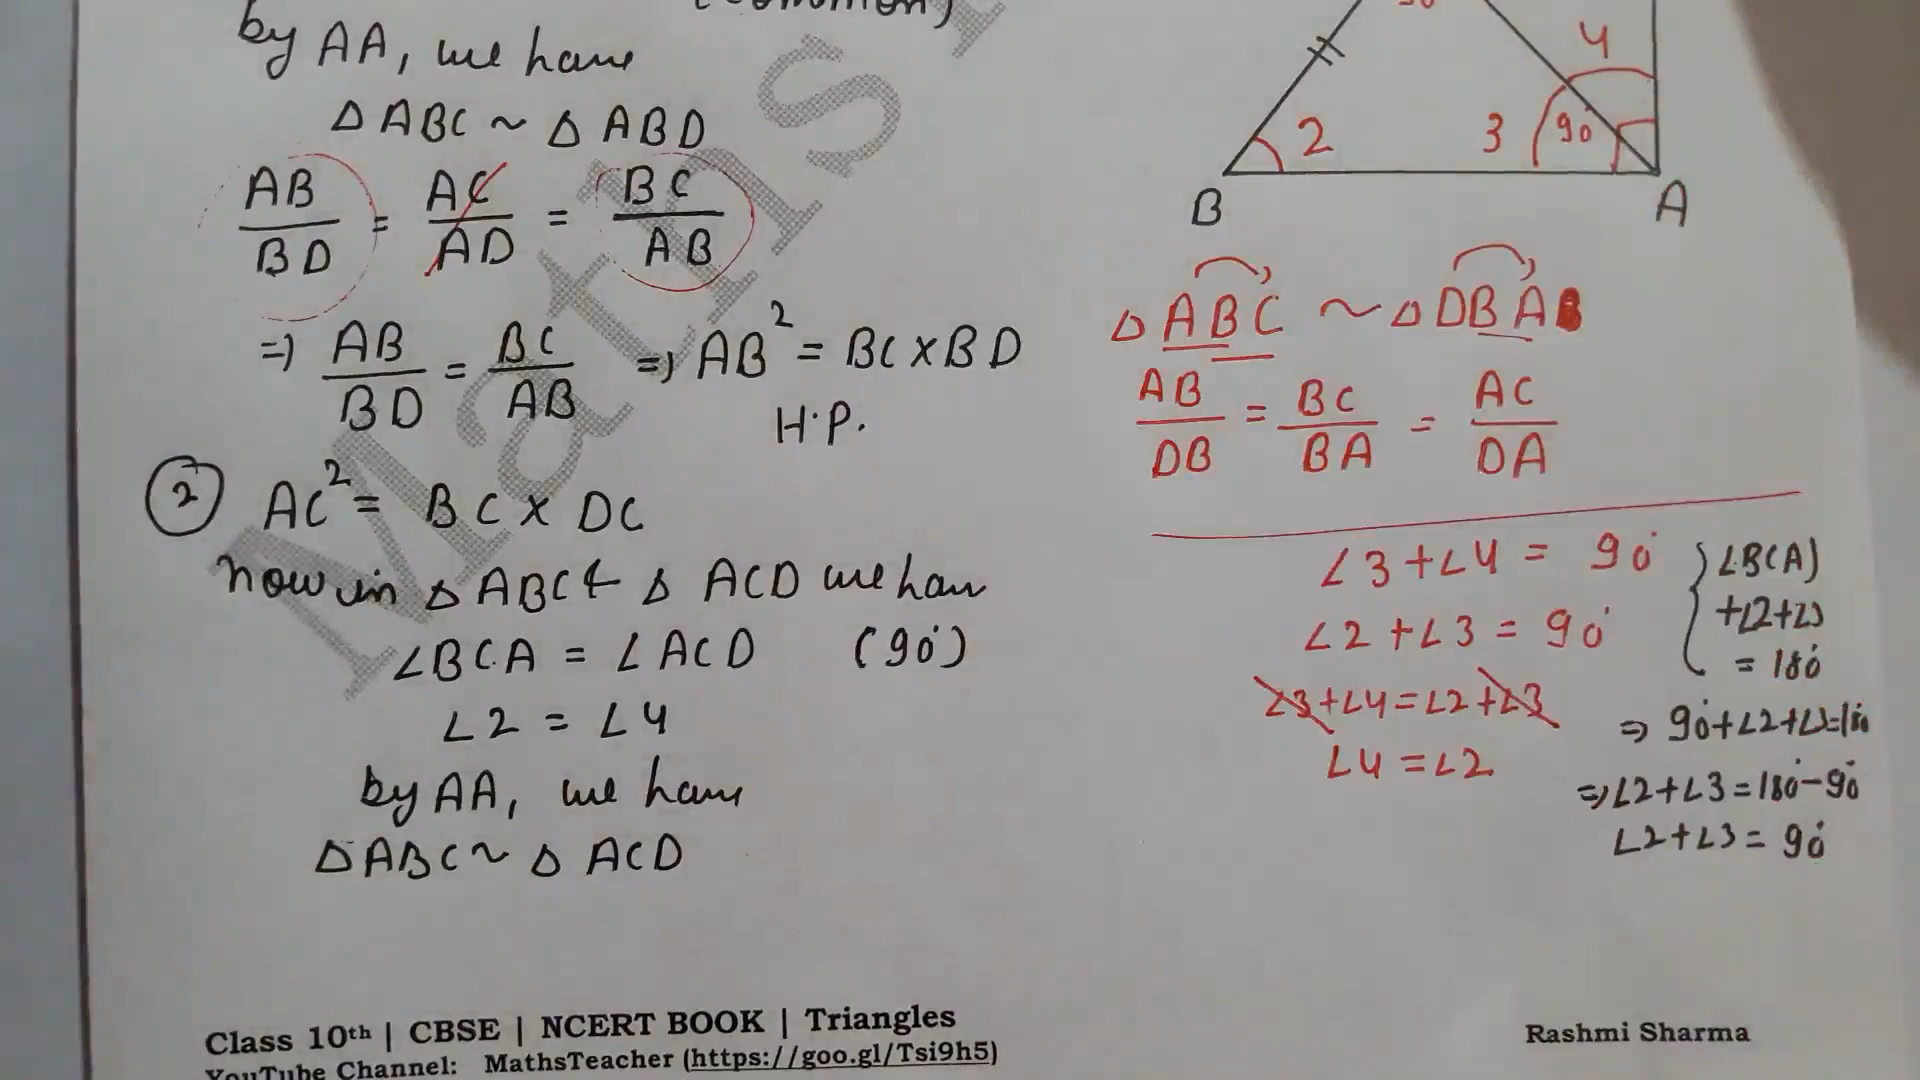 (Common)
by AA, we have
△ ABC ~ △ ABD
AB/BD = AC/AD = BC/AB
=> AB/BD = BC/AB => AB² = BC×BD
H.P.
② AC² = BC × DC
Now in △ ABC & △ ACD we have
∠BCA = ∠ACD (90°)
∠2 = ∠4
by AA, we have
△ABC ~ △ ACD
2
3
90°
4
B
A
△ABC ~ △DBA
AB/DB = BC/BA = AC/DA
∠3+∠4 = 90°
∠2+∠3 = 90°
∠3+∠4=∠2+∠3
∠4=∠2
∠BCA)
+∠2+∠3
= 180°
=> 90°+∠2+∠3=180°
=>∠2+∠3=180°-90°
∠2+∠3= 90°
Maths
Class 10th | CBSE | NCERT BOOK | Triangles
YouTube Channel: MathsTeacher (https://goo.gl/Tsi9h5)
Rashmi Sharma